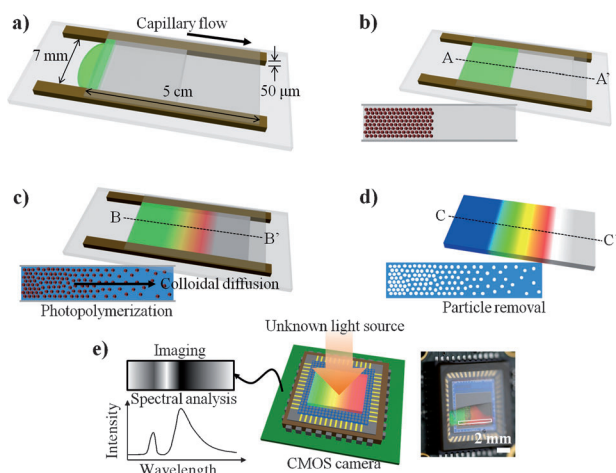 a)
Capillary flow
7 mm
5 cm
50 μm
b)
A
A'
c)
B
B'
Colloidal diffusion
Photopolymerization
d)
C
C'
Particle removal
e)
Imaging
Spectral analysis
Intensity
Wavelength
Unknown light source
CMOS camera
2 mm